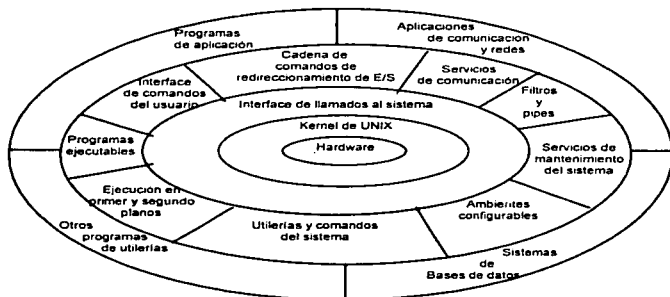 Programas
de aplicación
Aplicaciones
de comunicación
y redes
Cadena de
comandos de
redireccionamiento de E/S
Servicios
de comunicación
Interface
de comandos
del usuario
Filtros
y
pipes
Interface de llamados al sistema
Kernel de UNIX
Hardware
Programas
ejecutables
Servicios de
mantenimiento
del sistema
Ejecución en
primer y segundo
planos
Ambientes
configurables
Utilerías y comandos
del sistema
Otros
programas
de utilerías
Sistemas
de
Bases de datos